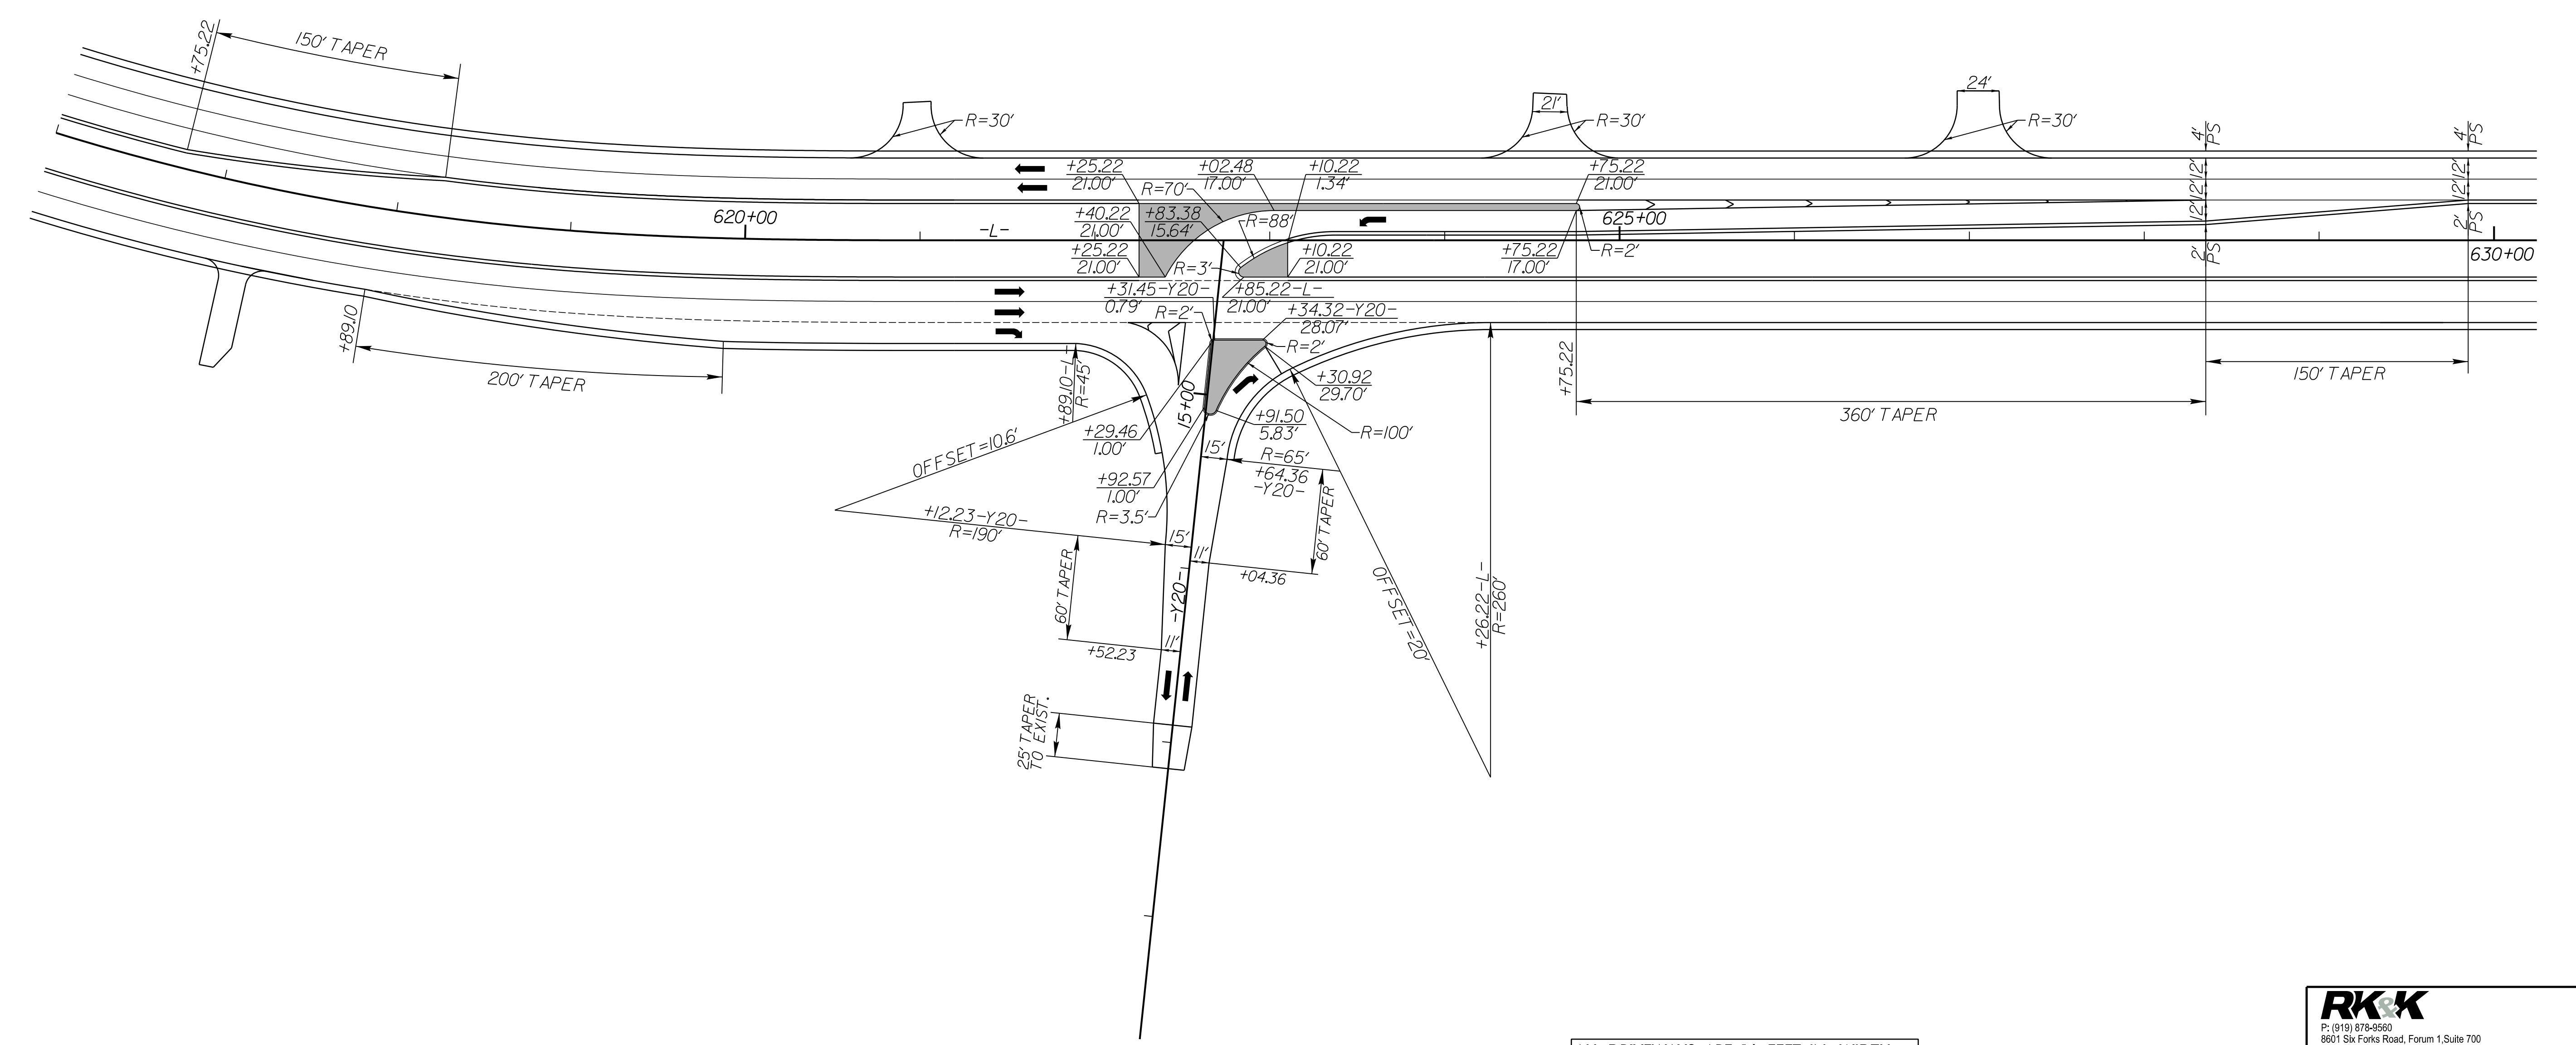 +75.22
150' TAPER
R=30'
21'
R=30'
24'
R=30'
4'
PS
12'
12'
12'
2'
PS
4'
PS
12'
12'
2'
PS
+25.22
21.00'
+02.48
17.00'
+10.22
1.34'
+75.22
21.00'
R=70'
+40.22
21.00'
+83.38
15.64'
R=88'
620+00
-L-
625+00
630+00
+25.22
21.00'
R=3'
+10.22
21.00'
+75.22
17.00'
R=2'
+31.45-Y20-
0.79'
+85.22-L-
21.00'
R=2'
+34.32-Y20-
28.07'
R=2'
+89.10
200' TAPER
+89.10-L-
R=45'
15+00
+30.92
29.70'
+75.22
150' TAPER
360' TAPER
+29.46
1.00'
+91.50
5.83'
R=100'
OFFSET=10.6'
15'
R=65'
+64.36
-Y20-
+92.57
1.00'
R=3.5'
60' TAPER
+12.23-Y20-
R=190'
15'
11'
+04.36
60' TAPER
-Y20-
OFFSET=20'
+26.22-L-
R=260'
11'
+52.23
25' TAPER
TO EXIST.
RK&K
P: (919) 878-9560
8601 Six Forks Road, Forum 1, Suite 700